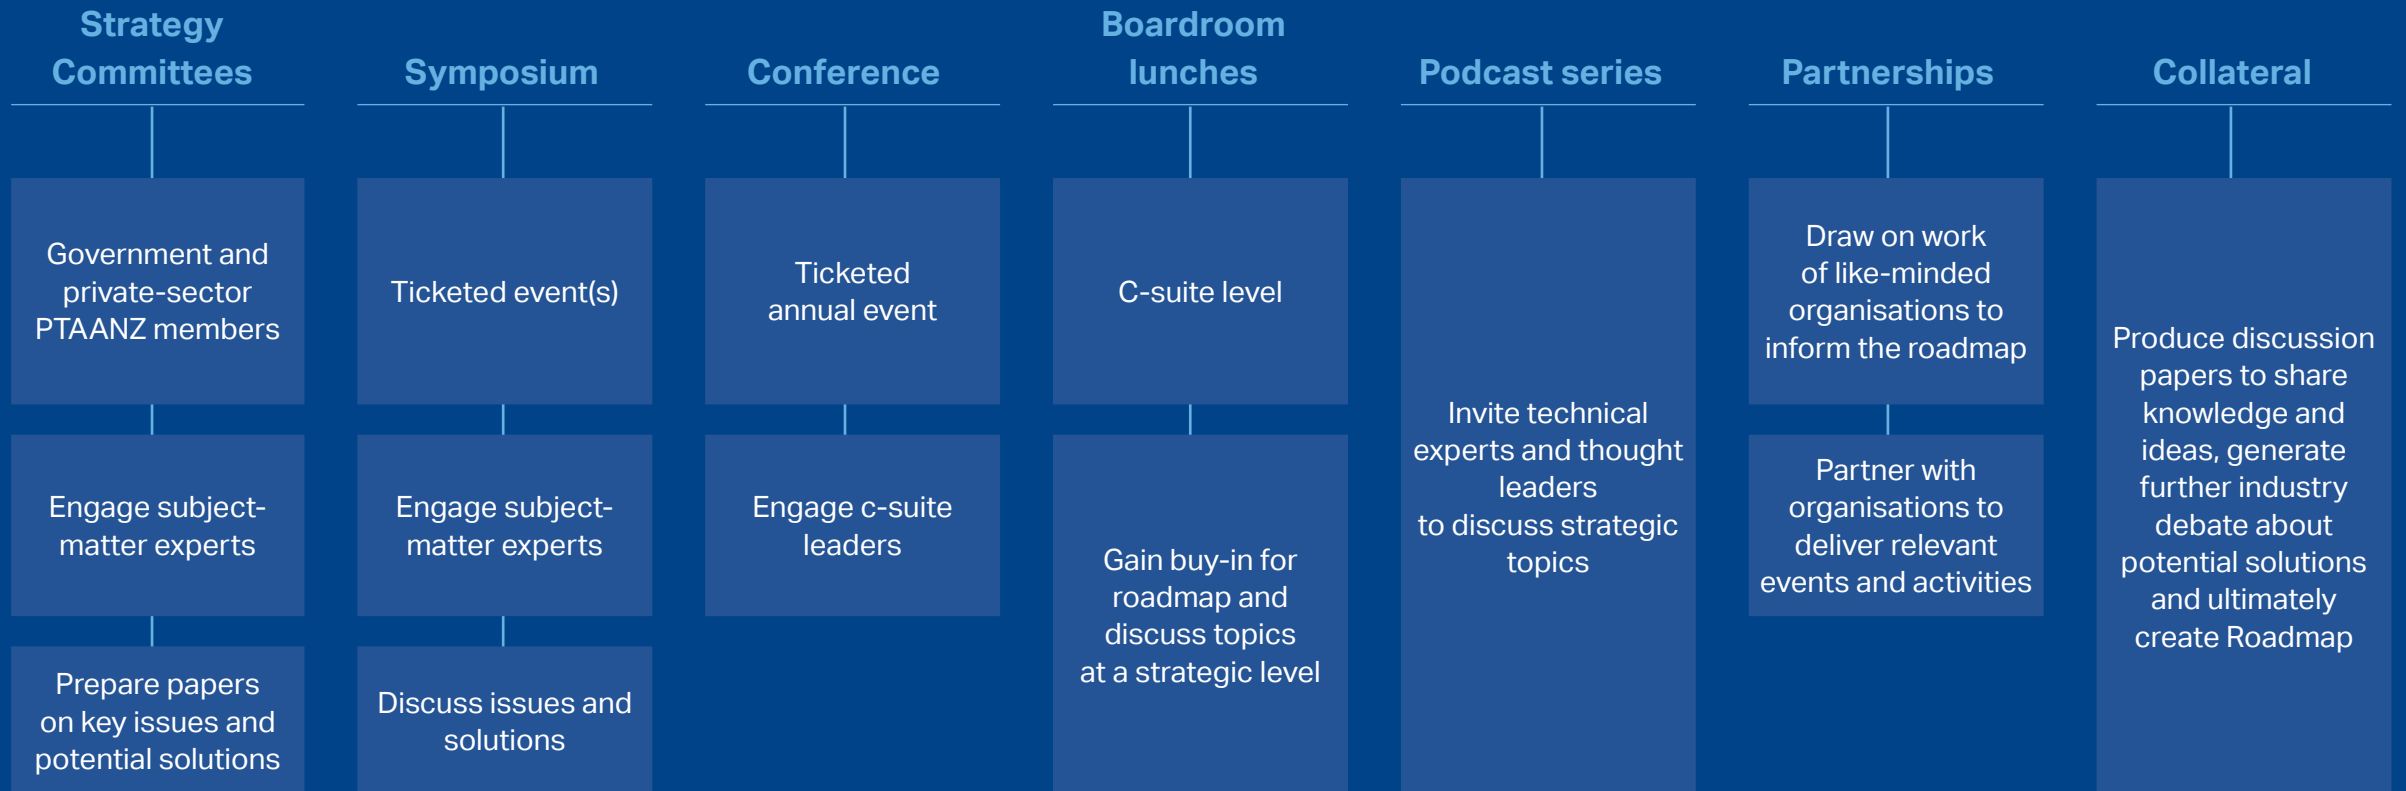 Strategy
Committees
Government and
private-sector
PTAANZ members
Engage subject-
matter experts
Prepare papers
on key issues and
potential solutions
Symposium
Ticketed event(s)
Engage subject-
matter experts
Discuss issues and
solutions
Conference
Ticketed
annual event
Engage c-suite
leaders
Boardroom
lunches
C-suite level
Gain buy-in for
roadmap and
discuss topics
at a strategic level
Podcast series
Invite technical
experts and thought
leaders
to discuss strategic
topics
Partnerships
Draw on work
of like-minded
organisations to
inform the roadmap
Partner with
organisations to
deliver relevant
events and activities
Collateral
Produce discussion
papers to share
knowledge and
ideas, generate
further industry
debate about
potential solutions
and ultimately
create Roadmap